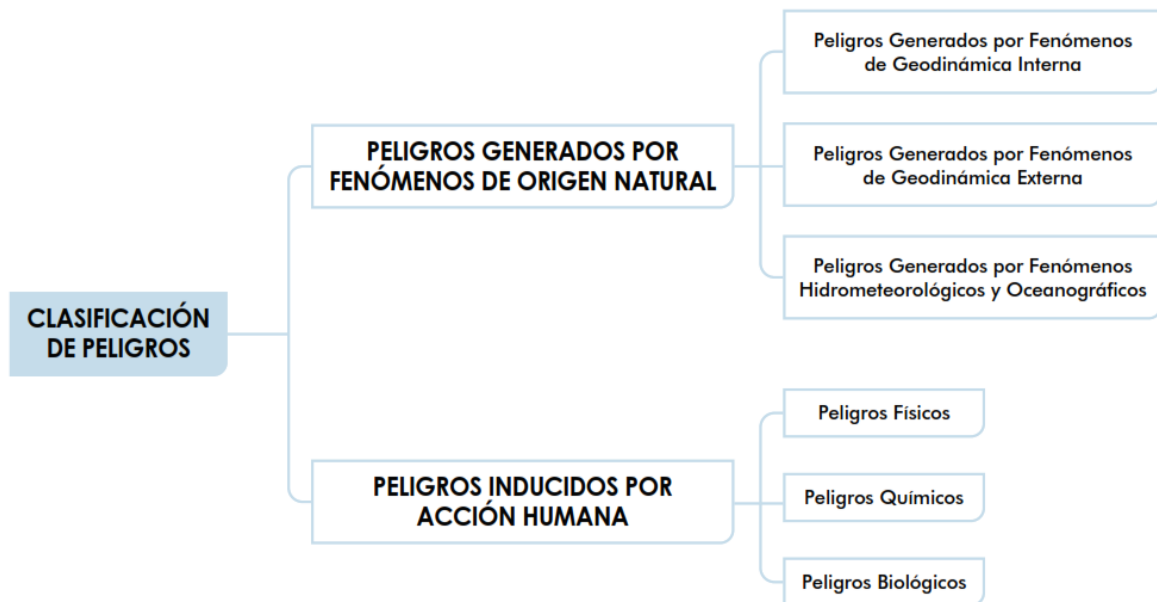 CLASIFICACIÓN
DE PELIGROS
PELIGROS GENERADOS POR
FENÓMENOS DE ORIGEN NATURAL
Peligros Generados por Fenómenos
de Geodinámica Interna
Peligros Generados por Fenómenos
de Geodinámica Externa
Peligros Generados por Fenómenos
Hidrometeorológicos y Oceanográficos
PELIGROS INDUCIDOS POR
ACCIÓN HUMANA
Peligros Físicos
Peligros Químicos
Peligros Biológicos